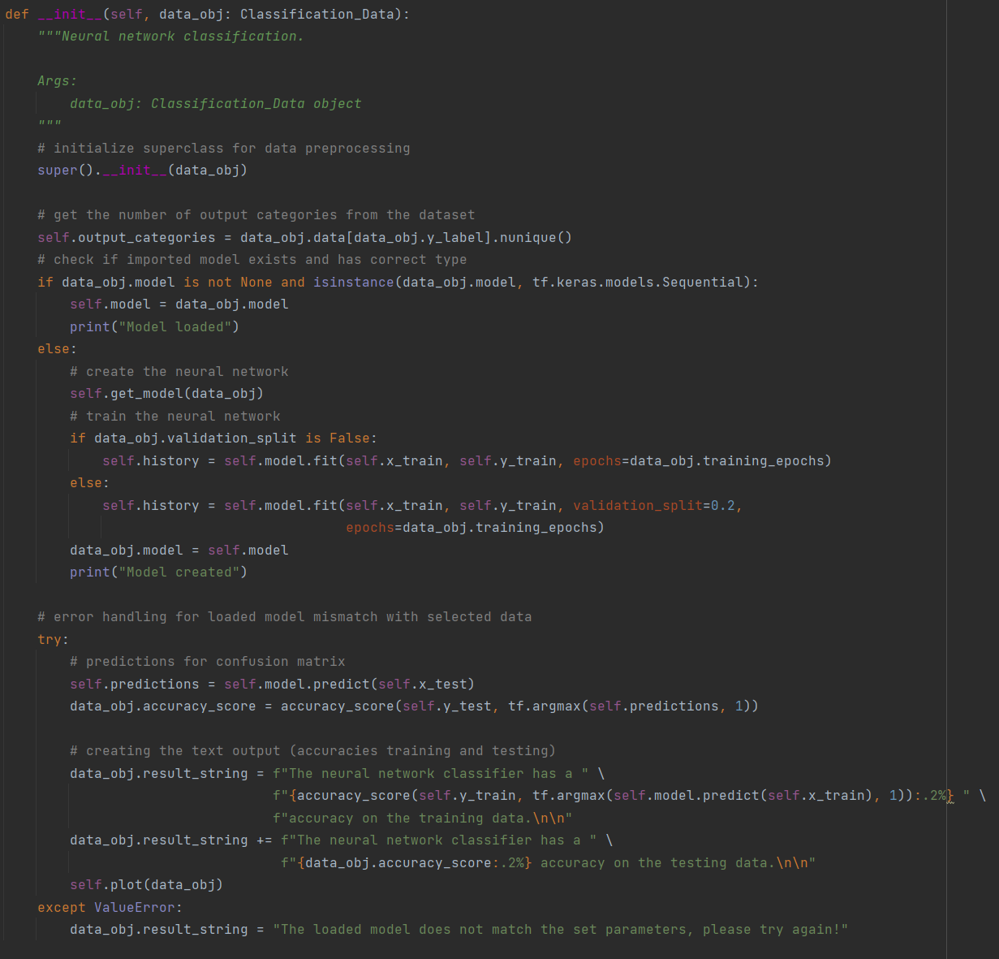 def __init__(self, data_obj: Classification_Data):
    """Neural network classification.

    Args:
        data_obj: Classification_Data object
    """
    # initialize superclass for data preprocessing
    super().__init__(data_obj)

    # get the number of output categories from the dataset
    self.output_categories = data_obj.data[data_obj.y_label].nunique()
    # check if imported model exists and has correct type
    if data_obj.model is not None and isinstance(data_obj.model, tf.keras.models.Sequential):
        self.model = data_obj.model
        print("Model loaded")
    else:
        # create the neural network
        self.get_model(data_obj)
        # train the neural network
        if data_obj.validation_split is False:
            self.history = self.model.fit(self.x_train, self.y_train, epochs=data_obj.training_epochs)
        else:
            self.history = self.model.fit(self.x_train, self.y_train, validation_split=0.2,
                                          epochs=data_obj.training_epochs)
        data_obj.model = self.model
        print("Model created")

    # error handling for loaded model mismatch with selected data
    try:
        # predictions for confusion matrix
        self.predictions = self.model.predict(self.x_test)
        data_obj.accuracy_score = accuracy_score(self.y_test, tf.argmax(self.predictions, 1))

        # creating the text output (accuracies training and testing)
        data_obj.result_string = f"The neural network classifier has a " \
                                 f"{accuracy_score(self.y_train, tf.argmax(self.model.predict(self.x_train), 1)):.2%} " \
                                 f"accuracy on the training data.\n\n"
        data_obj.result_string += f"The neural network classifier has a " \
                                  f"{data_obj.accuracy_score:.2%} accuracy on the testing data.\n\n"
        self.plot(data_obj)
    except ValueError:
        data_obj.result_string = "The loaded model does not match the set parameters, please try again!"